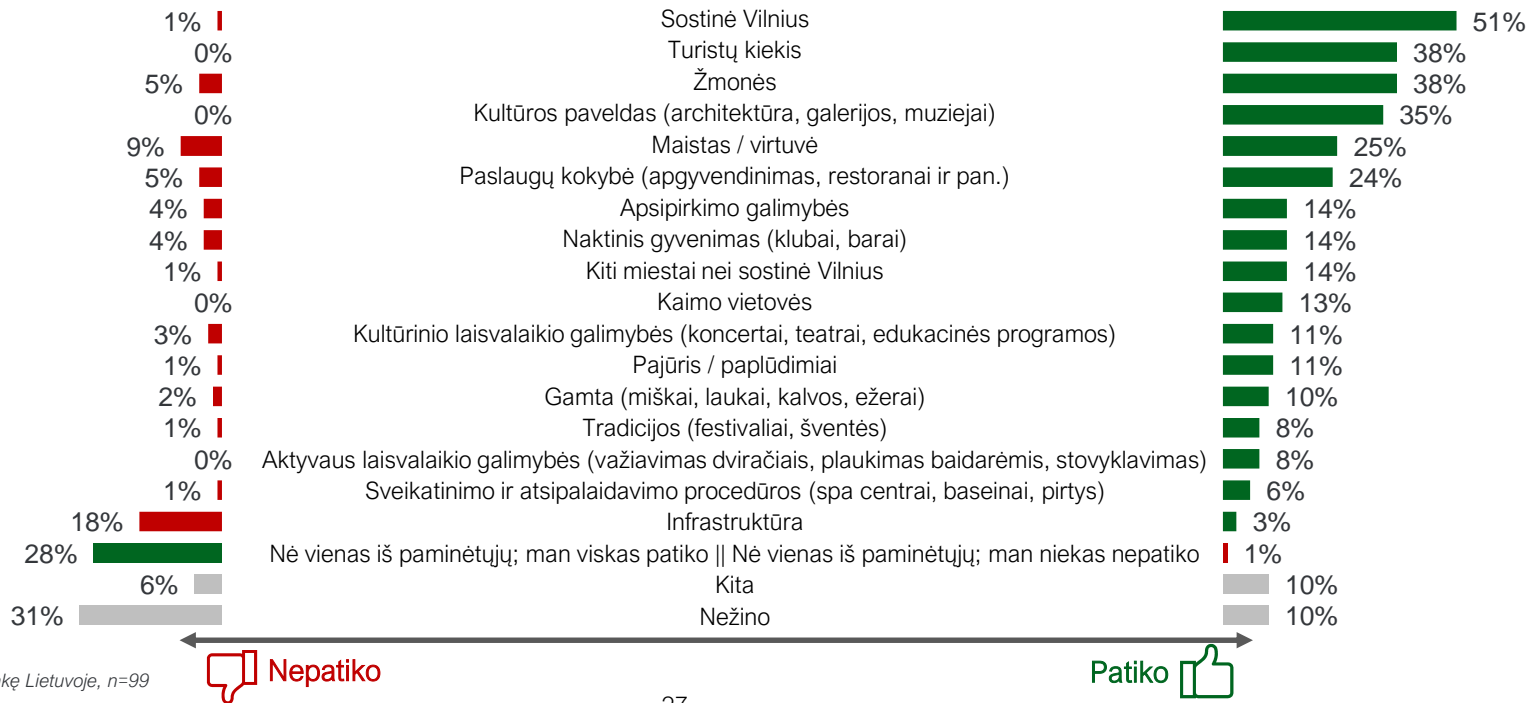 1% Sostinė Vilnius 51%
0% Turistų kiekis 38%
5% Žmonės 38%
0% Kultūros paveldas (architektūra, galerijos, muziejai) 35%
9% Maistas / virtuvė 25%
5% Paslaugų kokybė (apgyvendinimas, restoranai ir pan.) 24%
4% Apsipirkimo galimybės 14%
4% Naktinis gyvenimas (klubai, barai) 14%
1% Kiti miestai nei sostinė Vilnius 14%
0% Kaimo vietovės 13%
3% Kultūrinio laisvalaikio galimybės (koncertai, teatrai, edukacinės programos) 11%
1% Pajūris / paplūdimiai 11%
2% Gamta (miškai, laukai, kalvos, ežerai) 10%
1% Tradicijos (festivaliai, šventės) 8%
0% Aktyvaus laisvalaikio galimybės (važiavimas dviračiais, plaukimas baidarėmis, stovyklavimas) 8%
1% Sveikatinimo ir atsipalaidavimo procedūros (spa centrai, baseinai, pirtys) 6%
18% Infrastruktūra 3%
28% Nė vienas iš paminėtųjų; man viskas patiko || Nė vienas iš paminėtųjų; man niekas nepatiko 1%
6% Kita 10%
31% Nežino 10%
Nepatiko Patiko
Lietuvoje, n=99